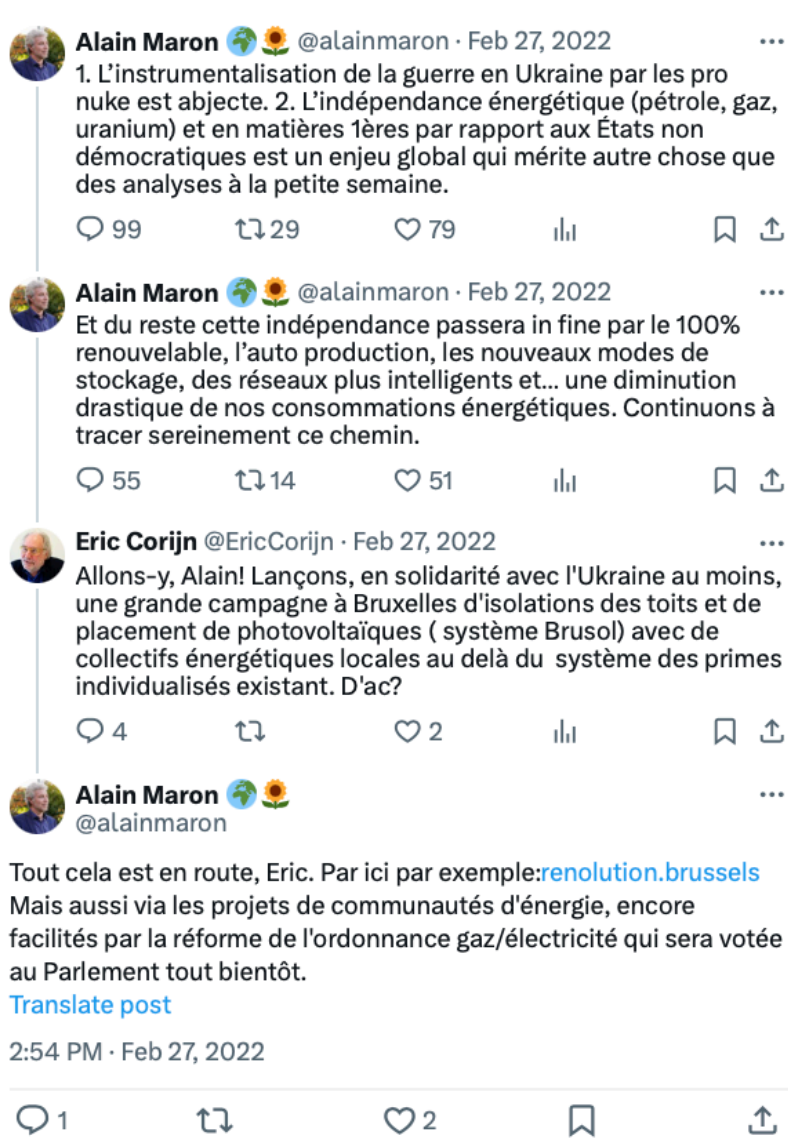 Alain Maron 🌍🌻 @alainmaron · Feb 27, 2022
1. L’instrumentalisation de la guerre en Ukraine par les pro
nuke est abjecte. 2. L’indépendance énergétique (pétrole, gaz,
uranium) et en matières 1ères par rapport aux États non
démocratiques est un enjeu global qui mérite autre chose que
des analyses à la petite semaine.
99 29 79
Alain Maron 🌍🌻 @alainmaron · Feb 27, 2022
Et du reste cette indépendance passera in fine par le 100%
renouvelable, l’auto production, les nouveaux modes de
stockage, des réseaux plus intelligents et... une diminution
drastique de nos consommations énergétiques. Continuons à
tracer sereinement ce chemin.
55 14 51
Eric Corijn @EricCorijn · Feb 27, 2022
Allons-y, Alain! Lançons, en solidarité avec l'Ukraine au moins,
une grande campagne à Bruxelles d'isolations des toits et de
placement de photovoltaïques ( système Brusol) avec de
collectifs énergétiques locales au delà du  système des primes
individualisés existant. D'ac?
4 2
Alain Maron 🌍🌻
@alainmaron
Tout cela est en route, Eric. Par ici par exemple:renolution.brussels
Mais aussi via les projets de communautés d'énergie, encore
facilités par la réforme de l'ordonnance gaz/électricité qui sera votée
au Parlement tout bientôt.
Translate post
2:54 PM · Feb 27, 2022
1 2